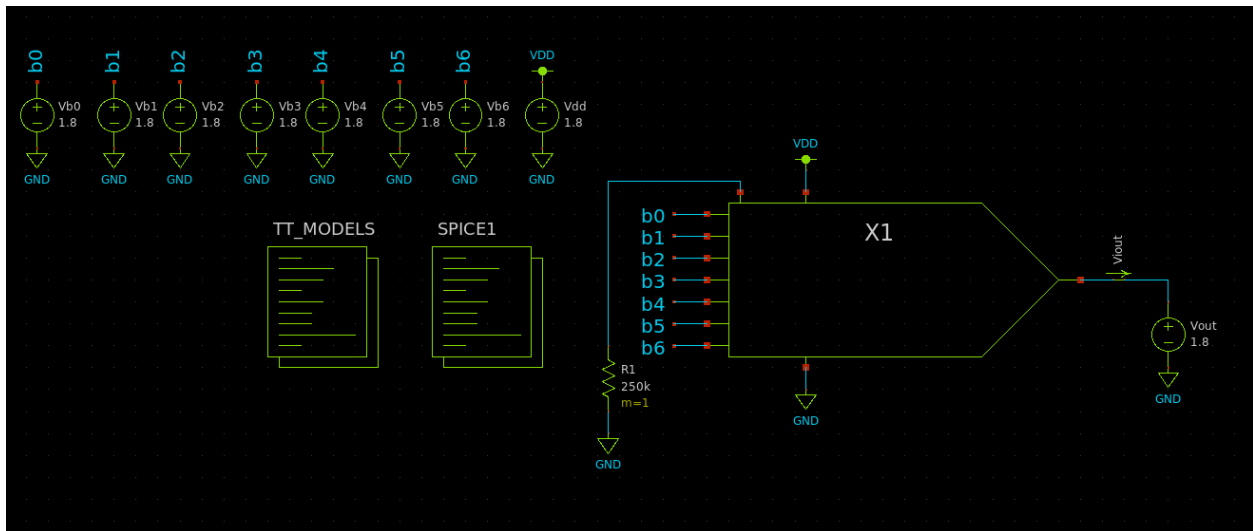 b0
b1
b2
b3
b4
b5
b6
VDD
Vb0
1.8
Vb1
1.8
Vb2
1.8
Vb3
1.8
Vb4
1.8
Vb5
1.8
Vb6
1.8
Vdd
1.8
GND
GND
GND
GND
GND
GND
GND
GND
TT_MODELS
SPICE1
VDD
b0
b1
b2
b3
b4
b5
b6
X1
Viout
Vout
1.8
GND
R1
250k
m=1
GND
GND